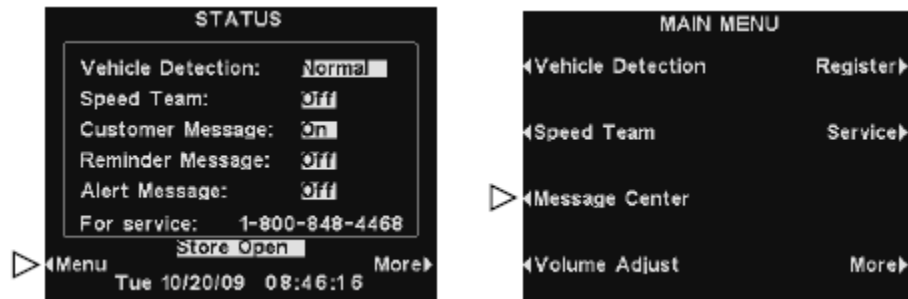 STATUS
Vehicle Detection: Normal
Speed Team: Off
Customer Message: On
Reminder Message: Off
Alert Message: Off
For service: 1-800-848-4468
Store Open
Menu More
Tue 10/20/09 08:46:16
MAIN MENU
Vehicle Detection Register
Speed Team Service
Message Center
Volume Adjust More